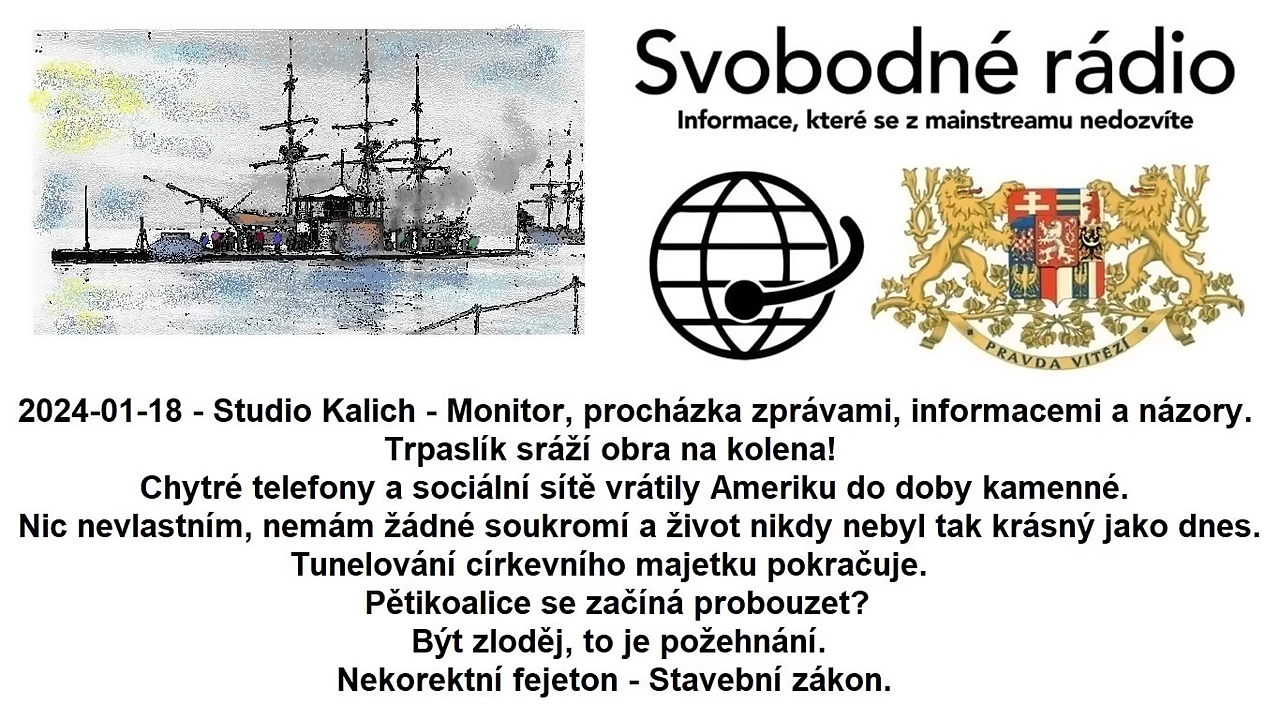 Svobodné rádio
Informace, které se z mainstreamu nedozvíte
PRAVDA VÍTĚZÍ
2024-01-18 - Studio Kalich - Monitor, procházka zprávami, informacemi a názory.
Trpaslík sráží obra na kolena!
Chytré telefony a sociální sítě vrátily Ameriku do doby kamenné.
Nic nevlastním, nemám žádné soukromí a život nikdy nebyl tak krásný jako dnes.
Tunelování církevního majetku pokračuje.
Pětikoalice se začíná probouzet?
Být zloděj, to je požehnání.
Nekorektní fejeton - Stavební zákon.